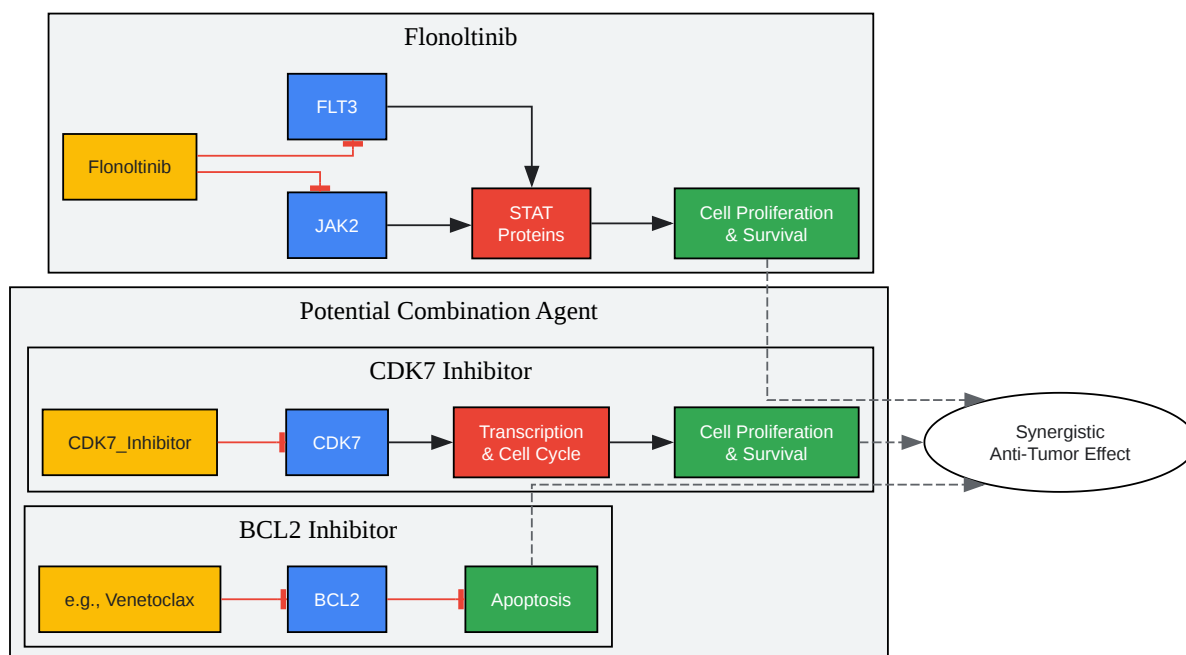 Flonoltinib
FLT3
Flonoltinib
JAK2
STAT
Proteins
Cell Proliferation
& Survival
Potential Combination Agent
CDK7 Inhibitor
CDK7_Inhibitor
CDK7
Transcription
& Cell Cycle
Cell Proliferation
& Survival
Synergistic
Anti-Tumor Effect
BCL2 Inhibitor
e.g., Venetoclax
BCL2
Apoptosis